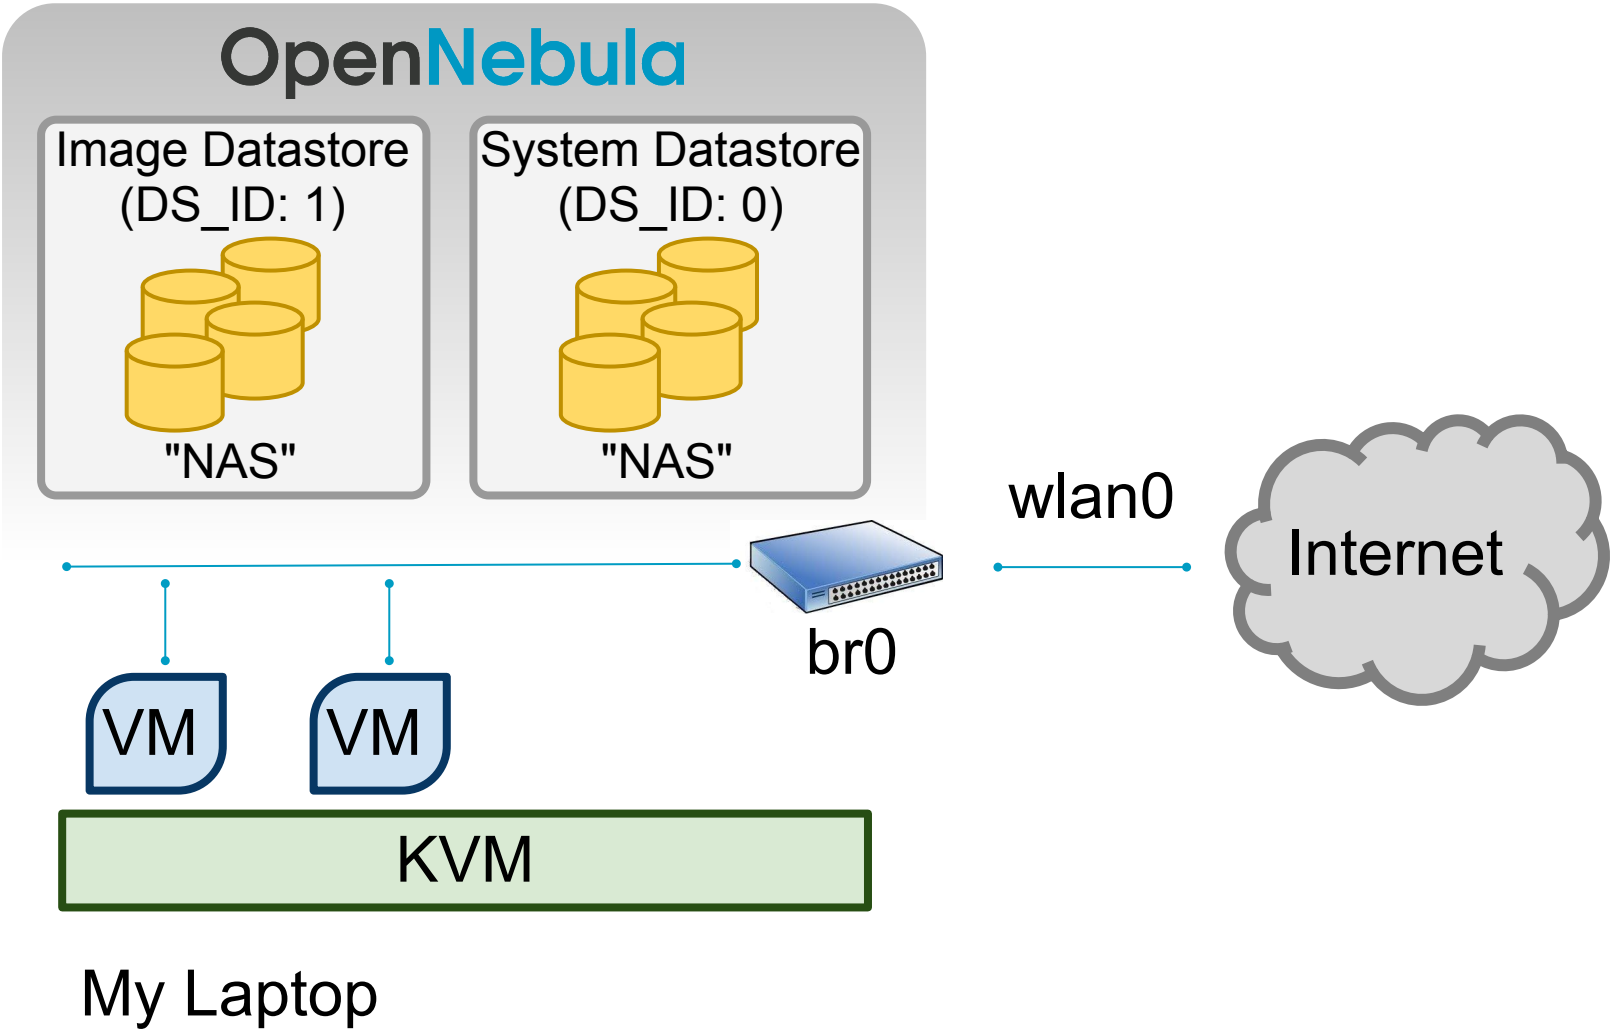 OpenNebula
Image Datastore
(DS_ID: 1)
"NAS"
System Datastore
(DS_ID: 0)
"NAS"
wlan0
Internet
br0
VM
VM
KVM
My Laptop